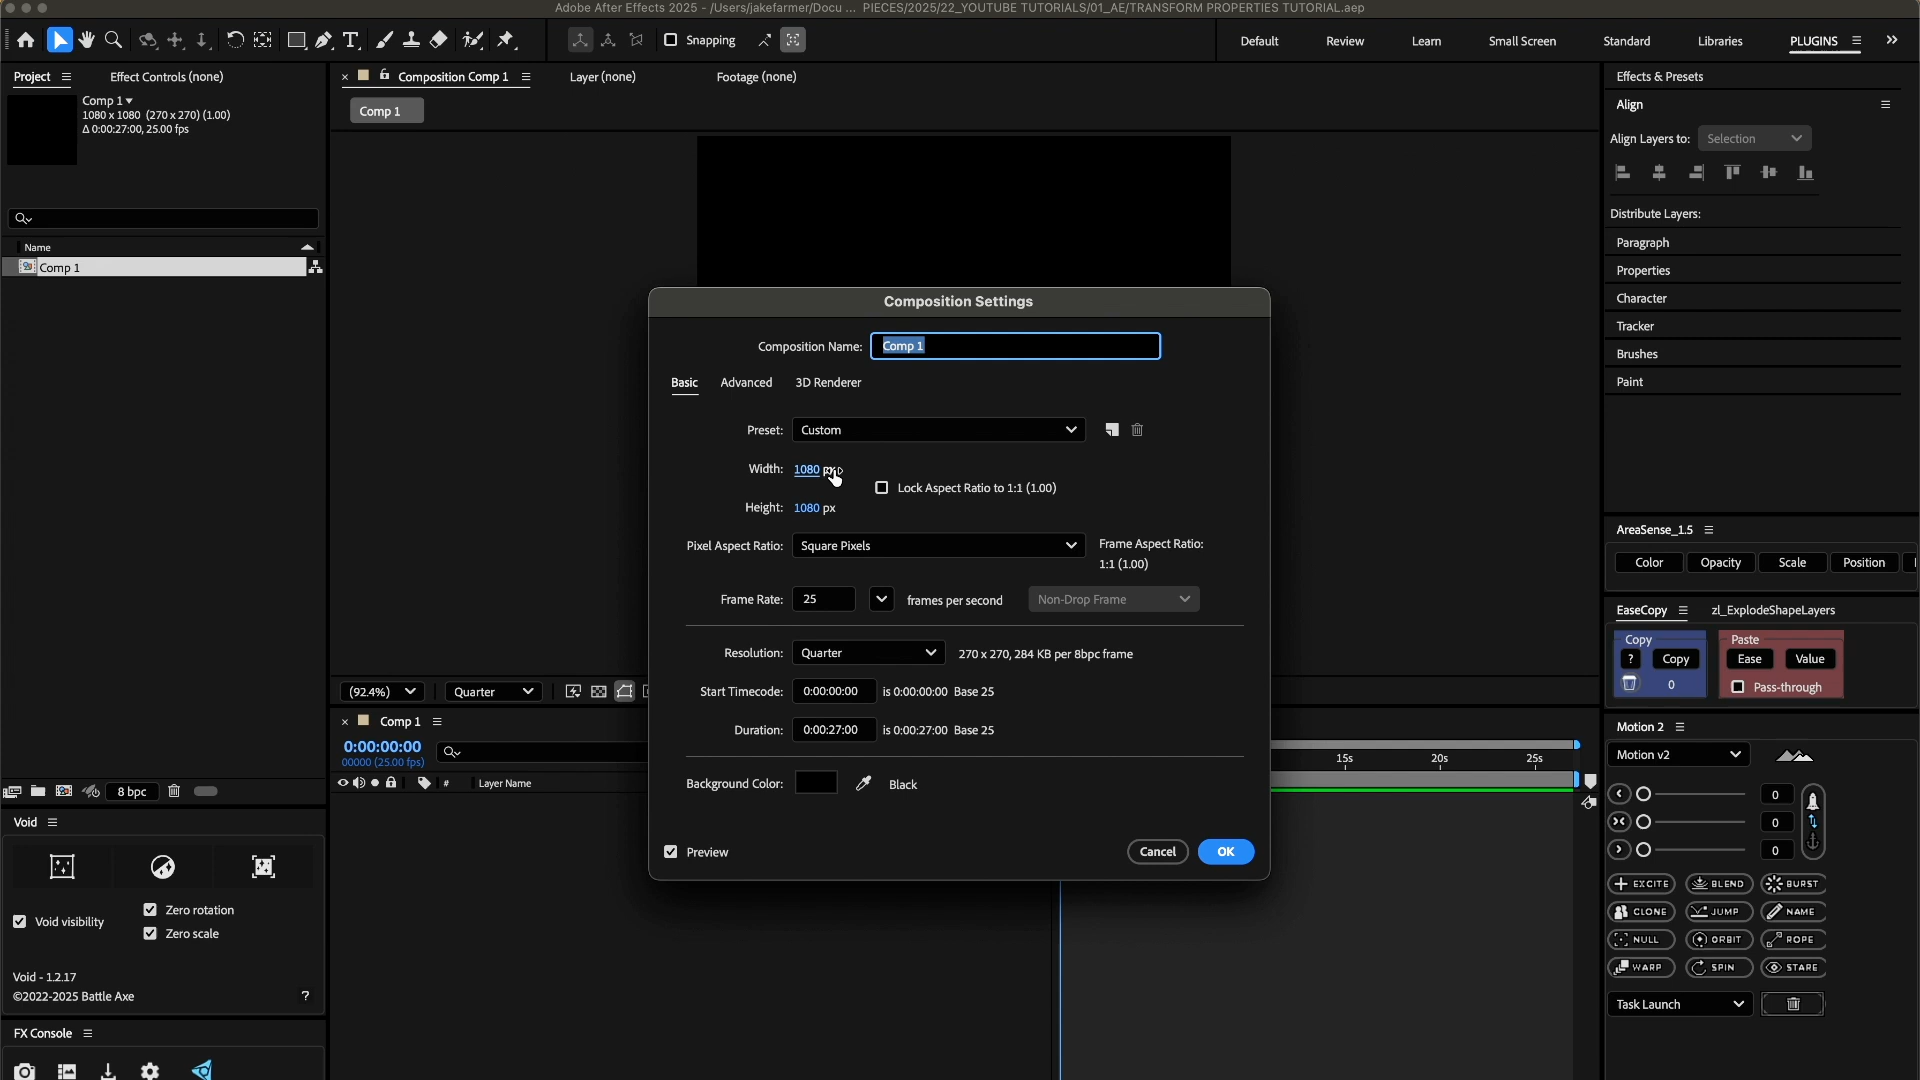 Adobe After Effects 2025 - /Users/jakefarmer/Docu ... PIECES/2025/22_YOUTUBE TUTORIALS/01_AE/TRANSFORM PROPERTIES TUTORIAL.aep
Snapping
Default
Review
Learn
Small Screen
Standard
Libraries
PLUGINS
Project
Effect Controls (none)
Composition Comp 1
Layer (none)
Footage (none)
Comp 1
Comp 1
1080 x 1080 (270 x 270) (1.00)
Δ 0:00:27:00, 25.00 fps
Name
Comp 1
8 bpc
Void
Void visibility
Zero rotation
Zero scale
Void - 1.2.17
©2022-2025 Battle Axe
?
FX Console
(92.4%)
Quarter
Comp 1
0:00:00:00
00000 (25.00 fps)
#
Layer Name
15s
20s
25s
Composition Settings
Composition Name:
Comp 1
Basic
Advanced
3D Renderer
Preset:
Custom
Width:
1080 px
Lock Aspect Ratio to 1:1 (1.00)
Height:
1080 px
Pixel Aspect Ratio:
Square Pixels
Frame Aspect Ratio:
1:1 (1.00)
Frame Rate:
25
frames per second
Non-Drop Frame
Resolution:
Quarter
270 x 270, 284 KB per 8bpc frame
Start Timecode:
0:00:00:00
is 0:00:00:00 Base 25
Duration:
0:00:27:00
is 0:00:27:00 Base 25
Background Color:
Black
Preview
Cancel
OK
Effects & Presets
Align
Align Layers to:
Selection
Distribute Layers:
Paragraph
Properties
Character
Tracker
Brushes
Paint
AreaSense_1.5
Color
Opacity
Scale
Position
EaseCopy
zl_ExplodeShapeLayers
Copy
?
Copy
0
Paste
Ease
Value
Pass-through
Motion 2
Motion v2
0
0
0
EXCITE
BLEND
BURST
CLONE
JUMP
NAME
NULL
ORBIT
ROPE
WARP
SPIN
STARE
Task Launch